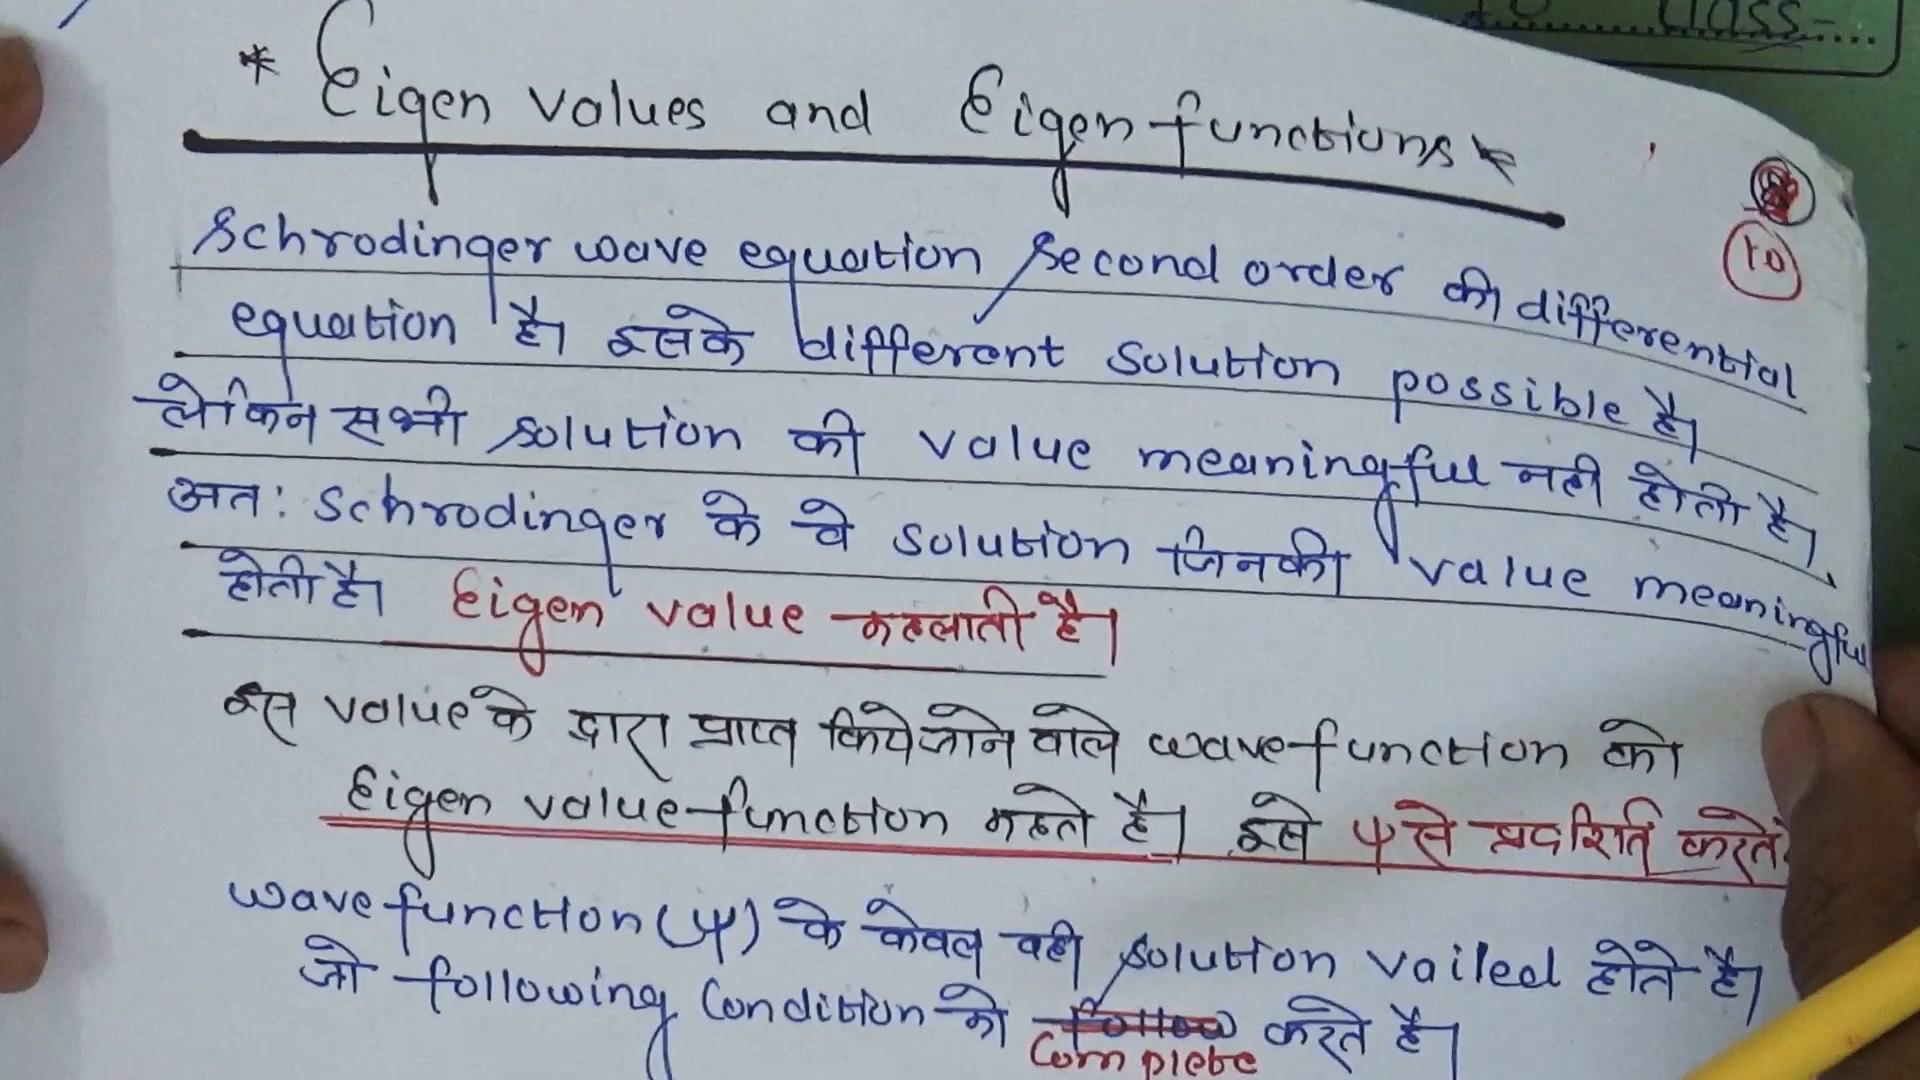 class
* Eigen values and Eigen functions *
10
Schrodinger wave equation second order की differential
equation है। इसके different solution possible है।
लेकिन सभी solution की value meaningful नही होती है।
अत: Schrodinger के वे solution जिनकी value meaningful
होती है। Eigen value कहलाती है।
इस value के द्वारा प्राप्त किये जाने वाले wave function को
Eigen value function कहते है। इसे ψ से प्रदर्शित करते
wave function (ψ) के केवल वही solution vailed होते है।
जो following Condition को follow करते है।
Complete